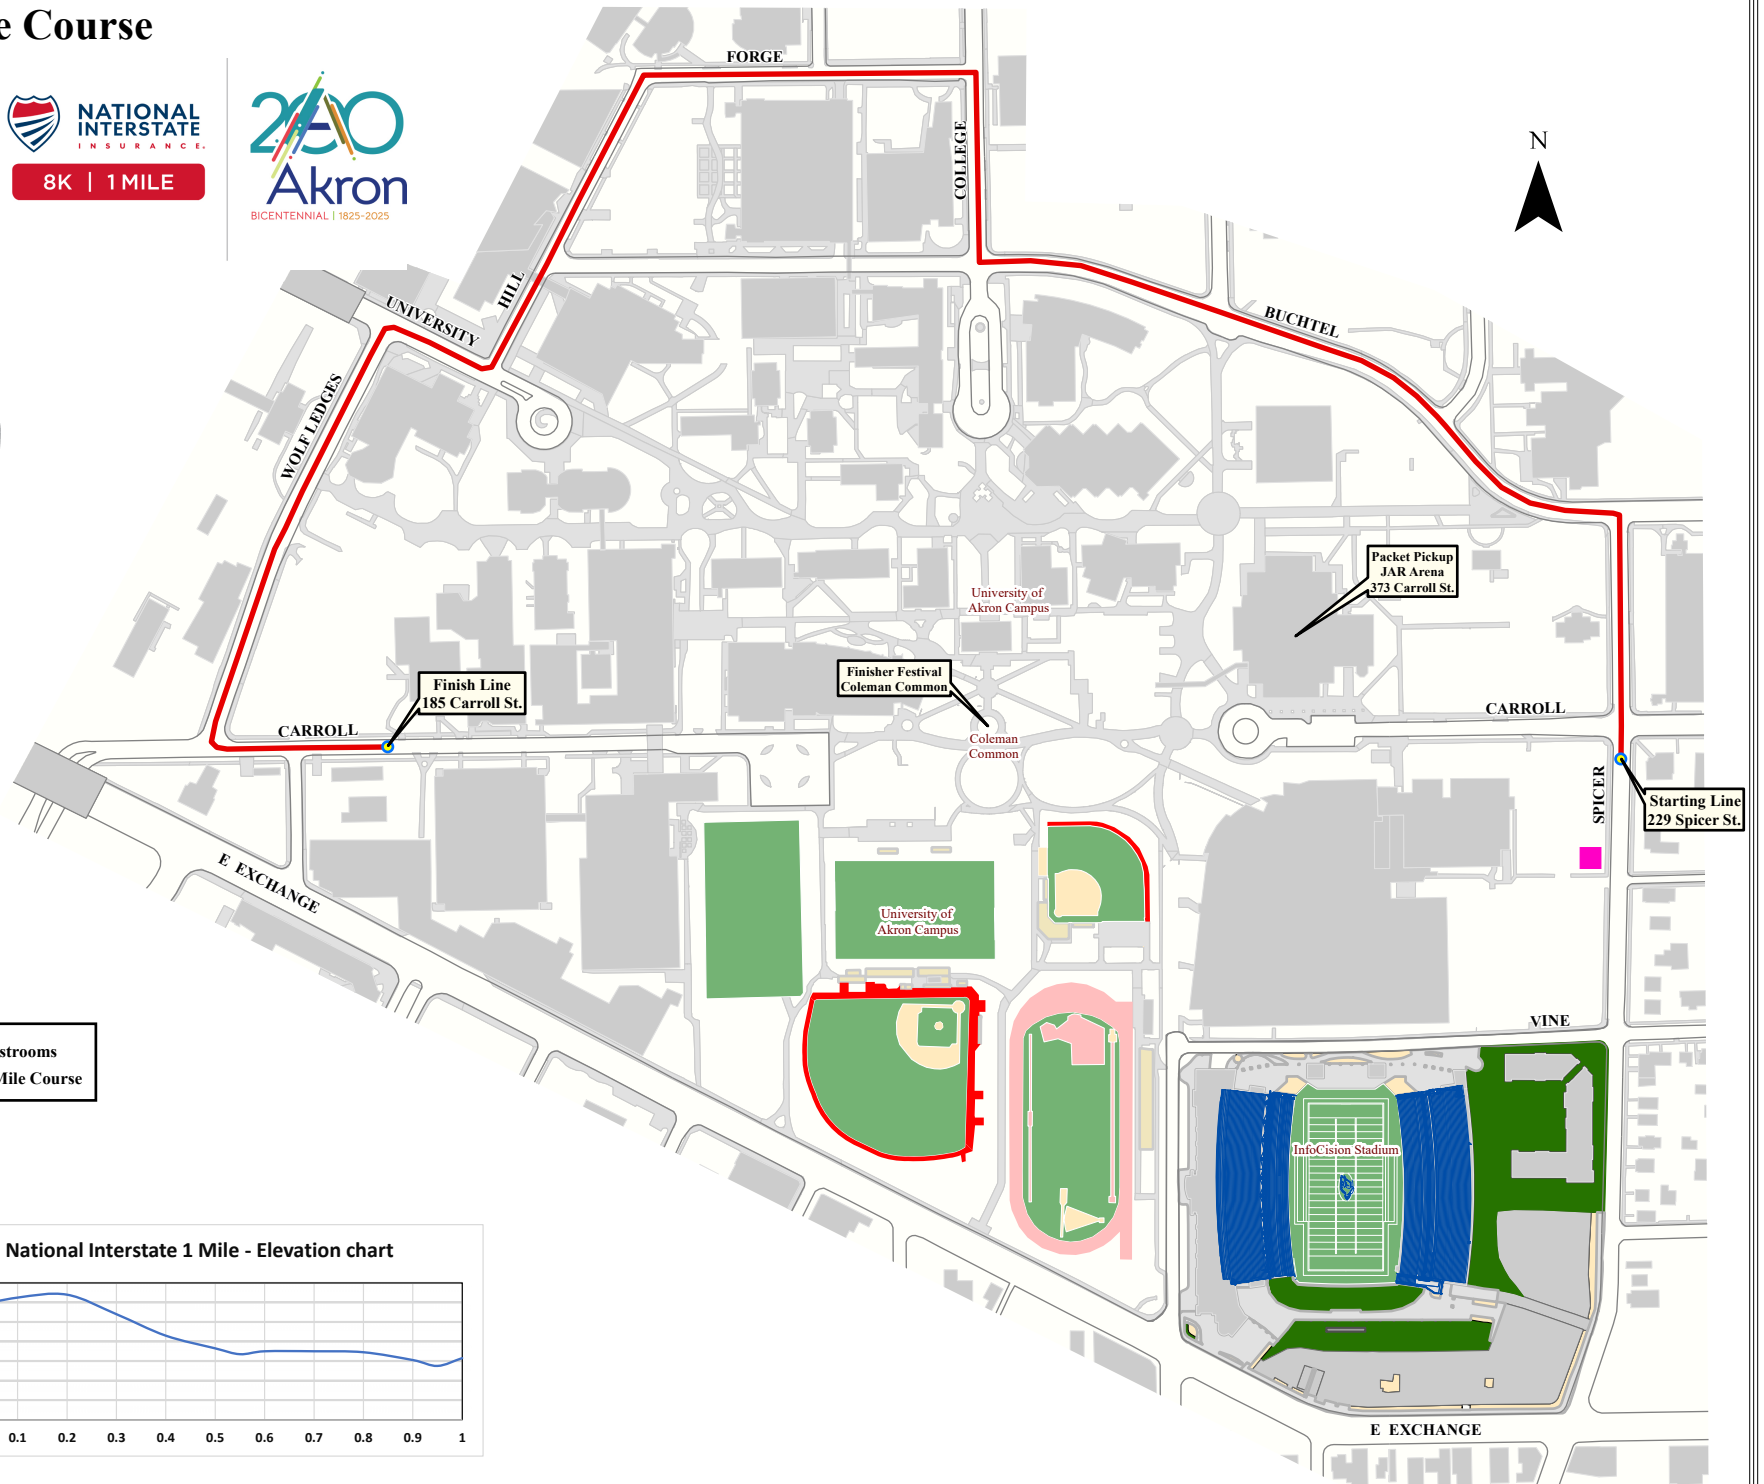 Course
NATIONAL
INTERSTATE
INSURANCE.
8K | 1 MILE
200
Akron
BICENTENNIAL | 1825-2025
FORGE
COLLEGE
N
HILL
UNIVERSITY
BUCHTEL
WOLF LEDGES
Packet Pickup
JAR Arena
373 Carroll St.
University of
Akron Campus
Finisher Festival
Coleman Common
Finish Line
185 Carroll St.
CARROLL
CARROLL
Coleman
Common
SPICER
Starting Line
229 Spicer St.
E EXCHANGE
University of
Akron Campus
VINE
Mile Course
InfoCision Stadium
National Interstate 1 Mile - Elevation chart
0.1 0.2 0.3 0.4 0.5 0.6 0.7 0.8 0.9 1
E EXCHANGE